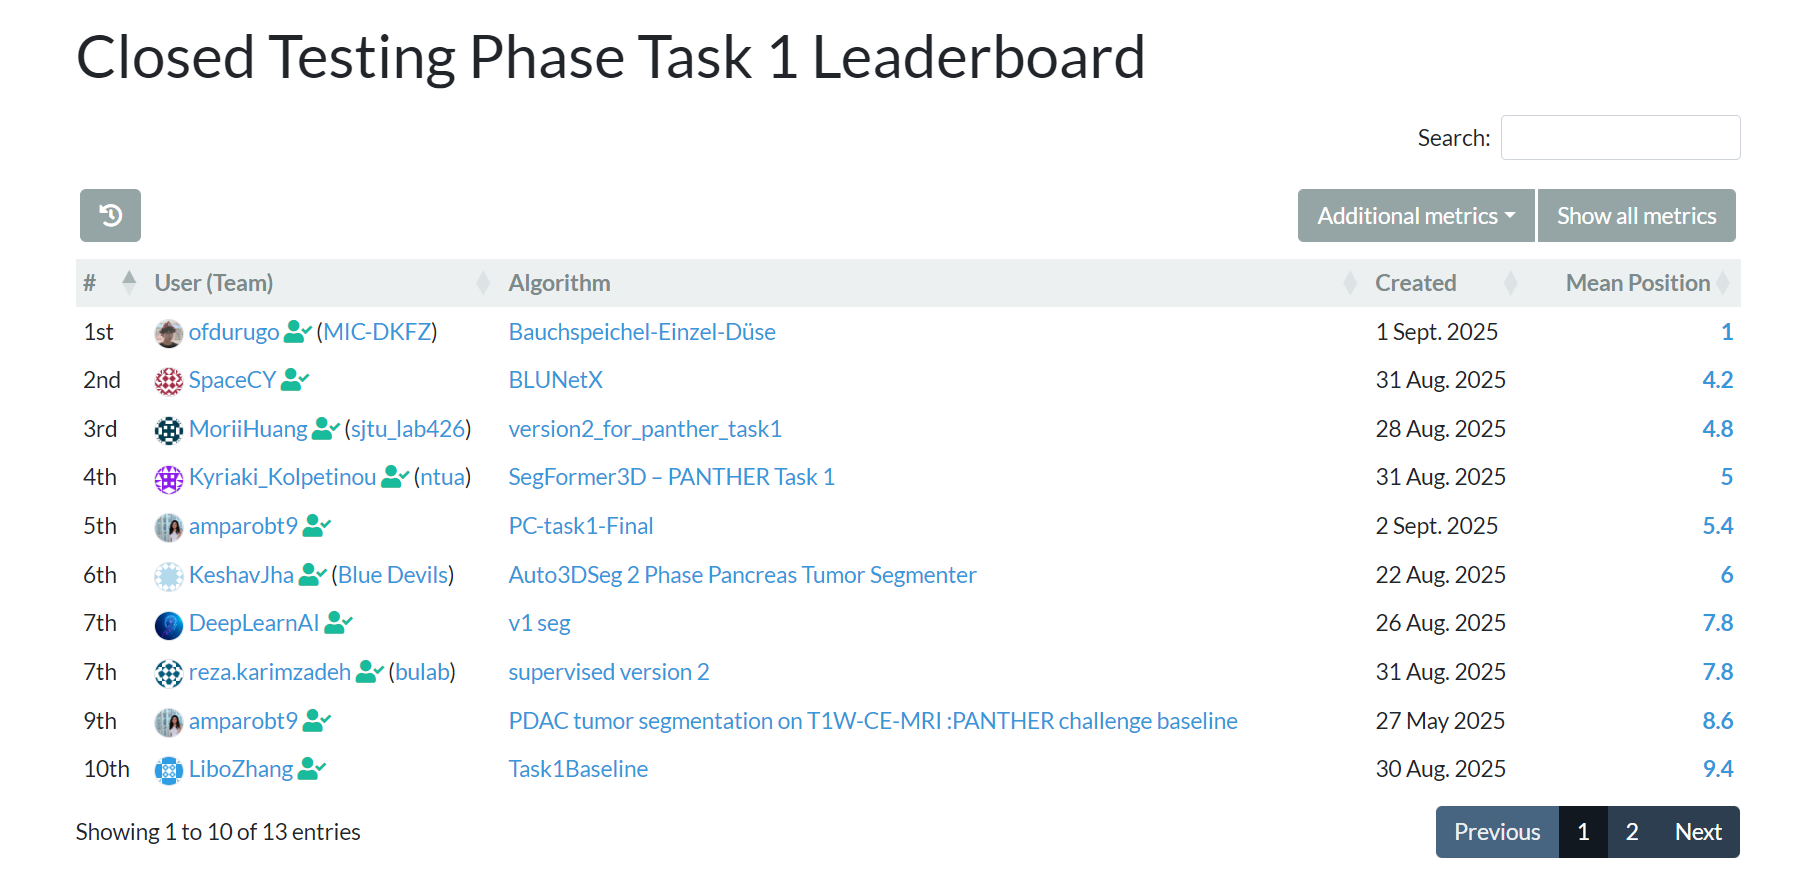 Closed Testing Phase Task 1 Leaderboard
Search:
Additional metrics Show all metrics
# User (Team) Algorithm Created Mean Position
1st ofdurugo (MIC-DKFZ) Bauchspeichel-Einzel-Düse 1 Sept. 2025 1
2nd SpaceCY BLUNetX 31 Aug. 2025 4.2
3rd MoriiHuang (sjtu_lab426) version2_for_panther_task1 28 Aug. 2025 4.8
4th Kyriaki_Kolpetinou (ntua) SegFormer3D – PANTHER Task 1 31 Aug. 2025 5
5th amparobt9 PC-task1-Final 2 Sept. 2025 5.4
6th KeshavJha (Blue Devils) Auto3DSeg 2 Phase Pancreas Tumor Segmenter 22 Aug. 2025 6
7th DeepLearnAI v1 seg 26 Aug. 2025 7.8
7th reza.karimzadeh (bulab) supervised version 2 31 Aug. 2025 7.8
9th amparobt9 PDAC tumor segmentation on T1W-CE-MRI :PANTHER challenge baseline 27 May 2025 8.6
10th LiboZhang Task1Baseline 30 Aug. 2025 9.4
Showing 1 to 10 of 13 entries Previous 1 2 Next